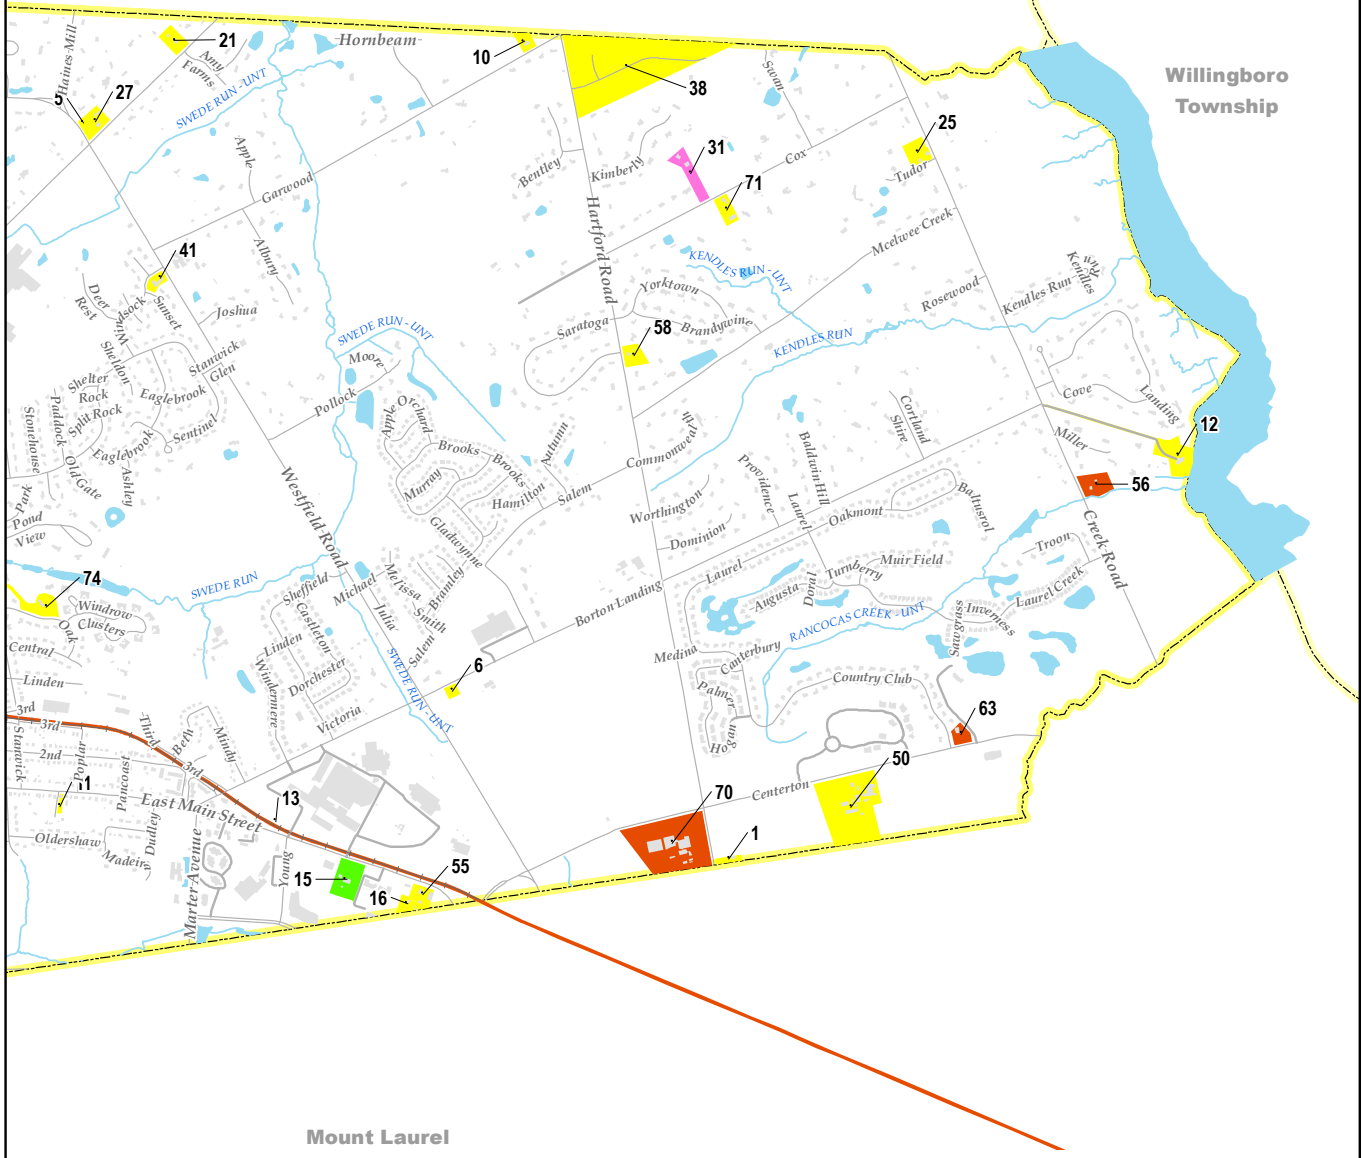 Haines Mill
21
Amy
Farms
Hornbeam
10
38
Swan
Willingboro
Township
5
27
SWEDE RUN - UNT
Apple
Garwood
Bentley
Kimberly
31
71
Cox
25
Tudor
Hartford Road
Mcelwee Creek
41
Albury
Deer
Rest
Sunset
Joshua
KENDLES RUN - UNT
Yorktown
Brandywine
Saratoga
58
Rosewood
Kendles Run
Kendles
Run
KENDLES RUN
SWEDE RUN - UNT
Moore
Pollock
Sheldon
Stanwick
Glen
Shelter
Rock
Split Rock
Eaglebrook
Eaglebrook
Sentinel
Stonehouse
Paddock
Old Gate
Ashley
Park
Pond
View
Apple
Orchard
Brooks
Brooks
Murray
Hamilton
Autumn
Salem
Gladwynne
Commonwealth
Worthington
Dominion
Providence
Laurel
Baldwin Hill
Cortland
Shire
Oakmont
Baltusrol
Cove
Landing
Miller
12
56
Creek Road
Westfield Road
74
SWEDE RUN
Windrow
Clusters
Oak
Central
Linden
Sheffield
Michael
Melissa
Bramley
Smith
Julia
Salem
Castleton
Linden
Dorchester
Windermere
Victoria
SWEDE RUN - UNT
6
Borton Landing
Laurel
Augusta
Doral
Turnberry
Muir Field
Troon
Laurel Creek
Inverness
Sawgrass
RANCOCAS CREEK - UNT
Medina
Canterbury
Palmer
Hogan
Country Club
63
50
Centerton
70
1
3rd
3rd
3rd
2nd
Stanwick
Poplar
Pancoast
Third
Beth
Mindy
East Main Street
13
Oldershaw
Dudley
Marter Avenue
Young
15
16
55
Mount Laurel